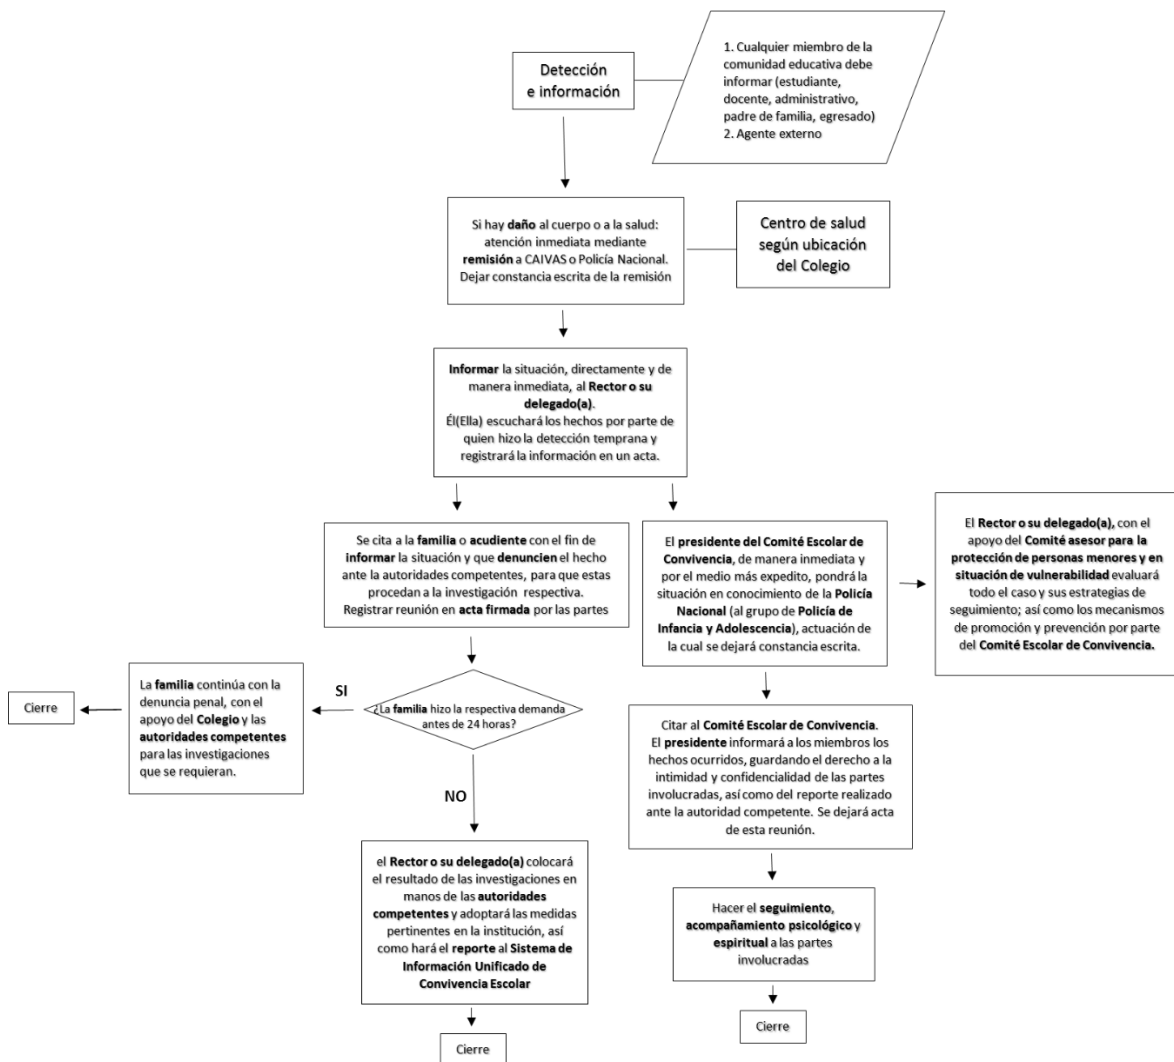 Detección
e información
1. Cualquier miembro de la
comunidad educativa debe
informar (estudiante,
docente, administrativo,
padre de familia, egresado)
2. Agente externo
Si hay daño al cuerpo o a la salud:
atención inmediata mediante
remisión a CAIVAS o Policía Nacional.
Dejar constancia escrita de la remisión
Centro de salud
según ubicación
del Colegio
Informar la situación, directamente y de
manera inmediata, al Rector o su
delegado(a).
Él(Ella) escuchará los hechos por parte de
quien hizo la detección temprana y
registrará la información en un acta.
Se cita a la familia o acudiente con el fin de
informar la situación y que denuncien el hecho
ante la autoridades competentes, para que estas
procedan a la investigación respectiva.
Registrar reunión en acta firmada por las partes
El presidente del Comité Escolar de
Convivencia, de manera inmediata y
por el medio más expedito, pondrá la
situación en conocimiento de la Policía
Nacional (al grupo de Policía de
Infancia y Adolescencia), actuación de
la cual se dejará constancia escrita.
El Rector o su delegado(a), con el
apoyo del Comité asesor para la
protección de personas menores y en
situación de vulnerabilidad evaluará
todo el caso y sus estrategias de
seguimiento; así como los mecanismos
de promoción y prevención por parte
del Comité Escolar de Convivencia.
¿La familia hizo la respectiva demanda
antes de 24 horas?
SI
La familia continúa con la
denuncia penal, con el
apoyo del Colegio y las
autoridades competentes
para las investigaciones
que se requieran.
Cierre
NO
el Rector o su delegado(a) colocará
el resultado de las investigaciones en
manos de las autoridades
competentes y adoptará las medidas
pertinentes en la institución, así
como hará el reporte al Sistema de
Información Unificado de
Convivencia Escolar
Cierre
Citar al Comité Escolar de Convivencia.
El presidente informará a los miembros los
hechos ocurridos, guardando el derecho a la
intimidad y confidencialidad de las partes
involucradas, así como del reporte realizado
ante la autoridad competente. Se dejará acta
de esta reunión.
Hacer el seguimiento,
acompañamiento psicológico y
espiritual a las partes
involucradas
Cierre